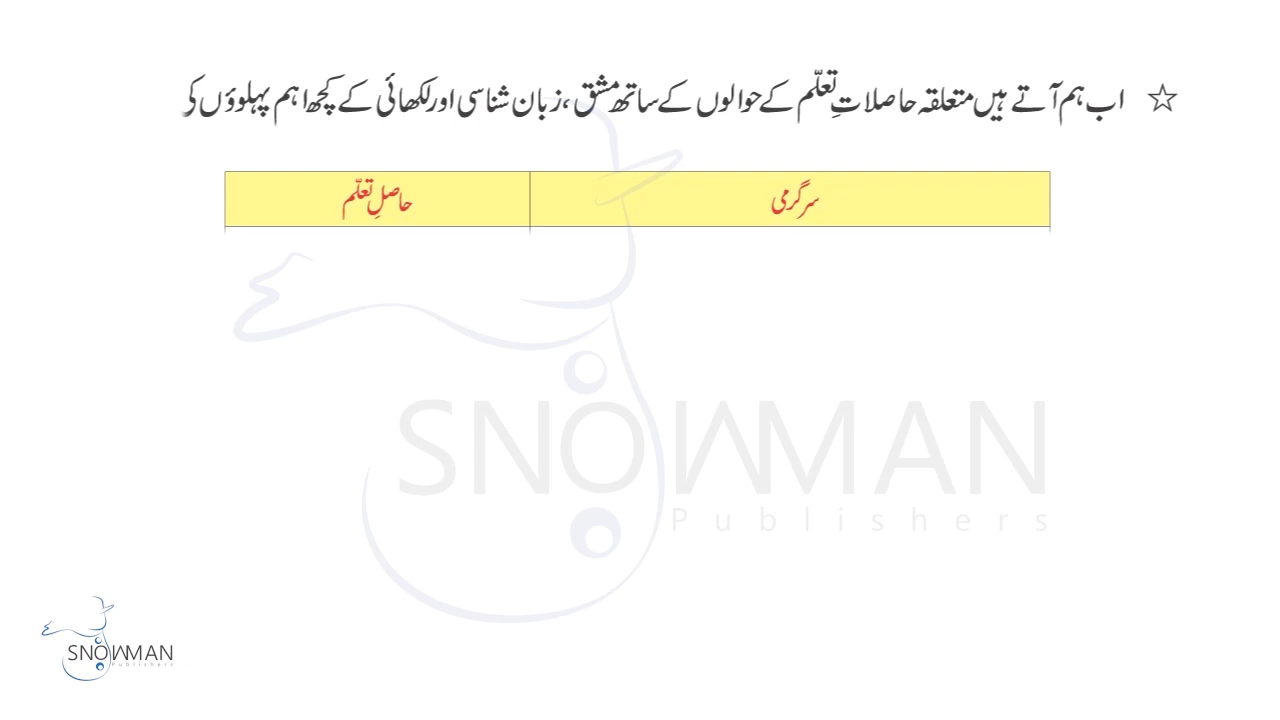 ☆ اب ہم آتے ہیں متعلقہ حاصلاتِ تعلّم کے حوالوں کے ساتھ مشق، زبان شناسی اور لکھائی کے کچھ اہم پہلوؤں کی
سرگرمی حاصلِ تعلّم
SNOWMAN
Publishers
SNOWMAN
Publishers